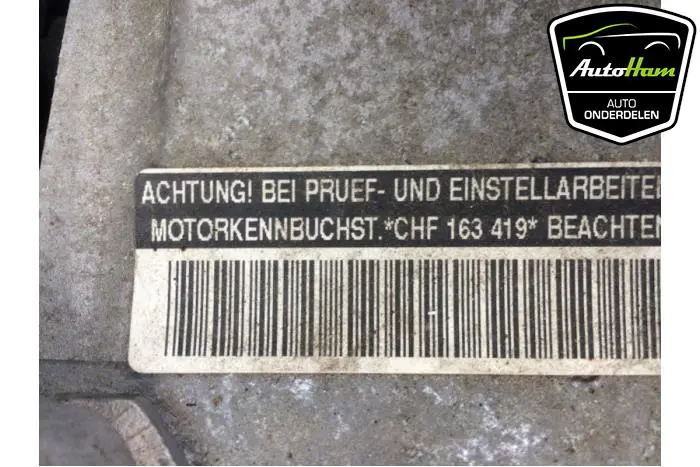 AutoHam
AUTO
ONDERDELEN
ACHTUNG! BEI PRUEF- UND EINSTELLARBEITE
MOTORKENNBUCHST.*CHF 163 419* BEACHTEN